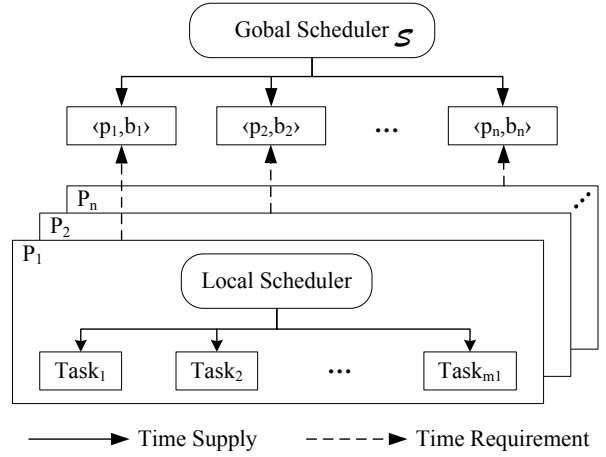 Gobal Scheduler S
‹p₁,b₁› ‹p₂,b₂› ... ‹pₙ,bₙ›
Pₙ
P₂
P₁
Local Scheduler
Task₁ Task₂ ... Taskₘ₁
Time Supply Time Requirement